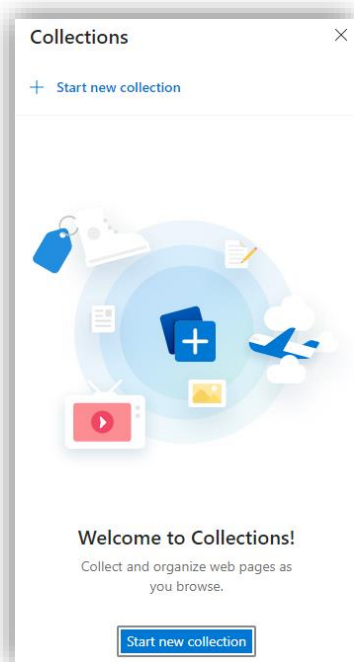 Collections
Start new collection
Welcome to Collections!
Collect and organize web pages as
you browse.
Start new collection